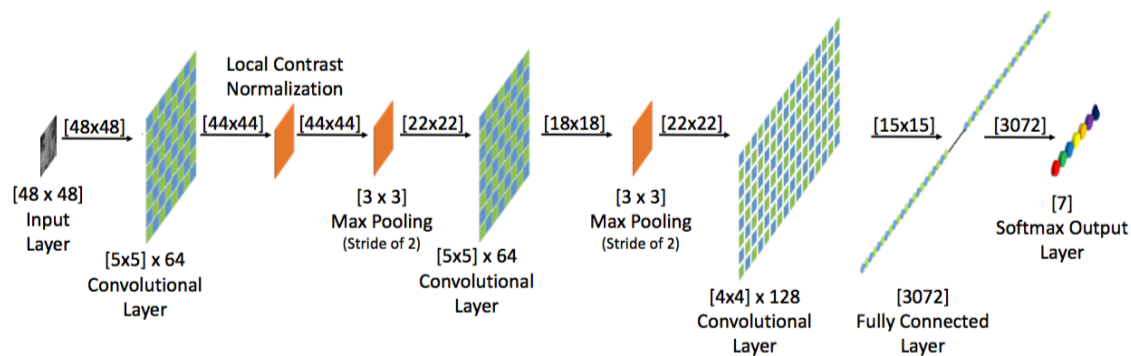 Local Contrast
Normalization
[48x48]
[44x44]
[44x44]
[22x22]
[18x18]
[22x22]
[15x15]
[3072]
[48 x 48]
Input
Layer
[5x5] x 64
Convolutional
Layer
[3 x 3]
Max Pooling
(Stride of 2)
[5x5] x 64
Convolutional
Layer
[3 x 3]
Max Pooling
(Stride of 2)
[4x4] x 128
Convolutional
Layer
[3072]
Fully Connected
Layer
[7]
Softmax Output
Layer